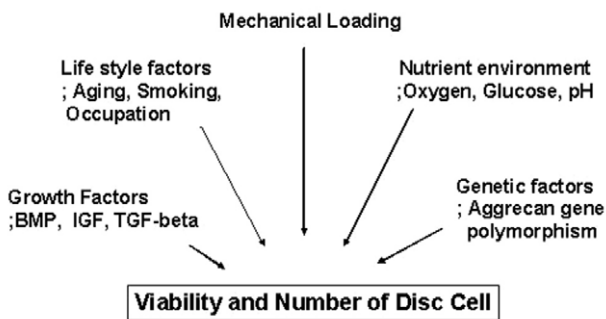 Mechanical Loading
Life style factors
; Aging, Smoking,
Occupation
Nutrient environment
;Oxygen, Glucose, pH
Growth Factors
;BMP, IGF, TGF-beta
Genetic factors
; Aggrecan gene
polymorphism
Viability and Number of Disc Cell